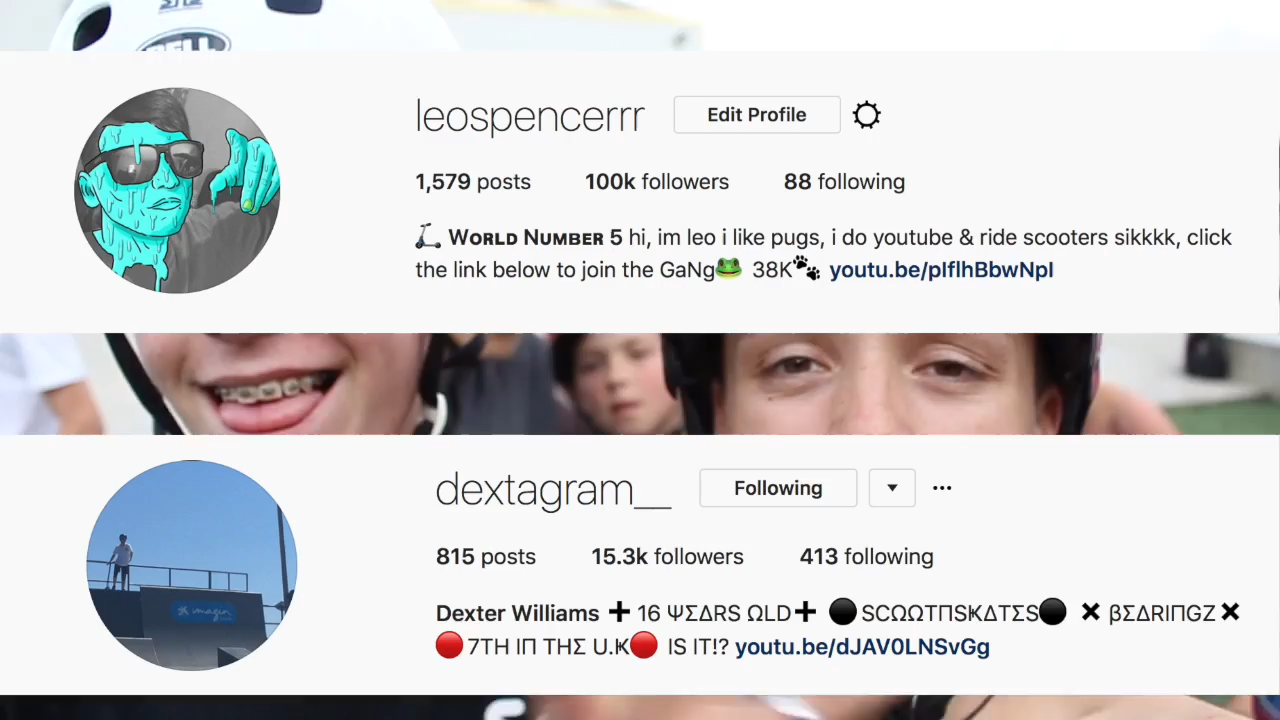 BELL
leospencerrr Edit Profile
1,579 posts 100k followers 88 following
🛴 Wᴏʀʟᴅ Nᴜᴍʙᴇʀ 5 hi, im leo i like pugs, i do youtube & ride scooters sikkkk, click
the link below to join the GaNg🐸 38K🐾 youtu.be/pIflhBbwNpI
imagen
dextagram__ Following ▼ •••
815 posts 15.3k followers 413 following
Dexter Williams ➕ 16 ΨΣΔRS ΩLD➕ ⚫SCΩΩTΠSҜΔTΣS⚫ ✖ βΣΔRIΠGZ✖
🔴7TH IΠ THΣ U.Ҝ🔴 IS IT!? youtu.be/dJAV0LNSvGg